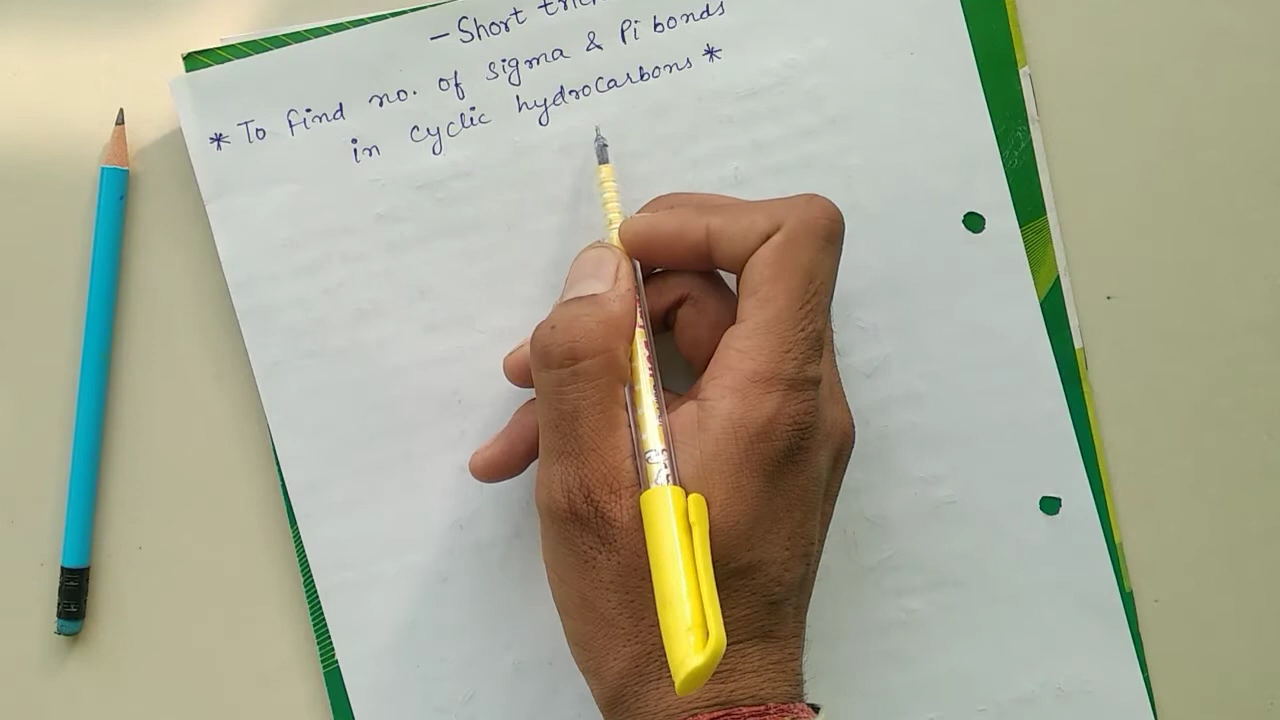 - Short
* To find no. of sigma & Pi bonds
in cyclic hydrocarbons *